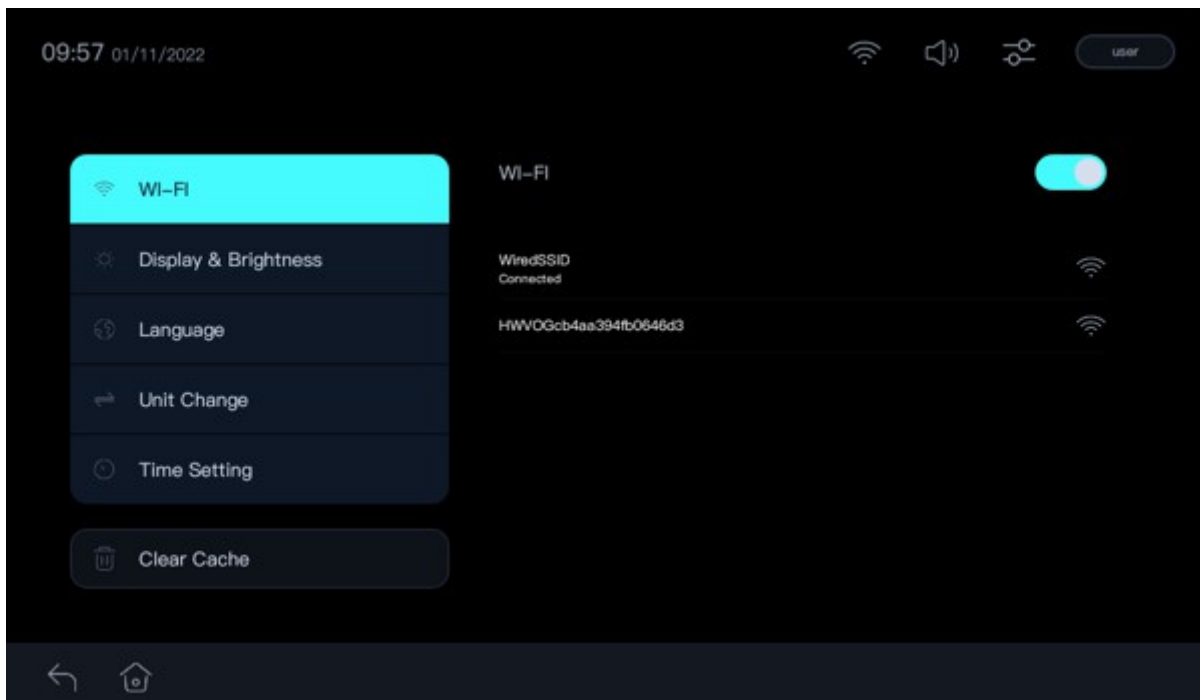 09:57 01/11/2022
user
WI-FI
Display & Brightness
Language
Unit Change
Time Setting
Clear Cache
WI-FI
WiredSSID
Connected
HWVOGcb4aa394fb0646d3